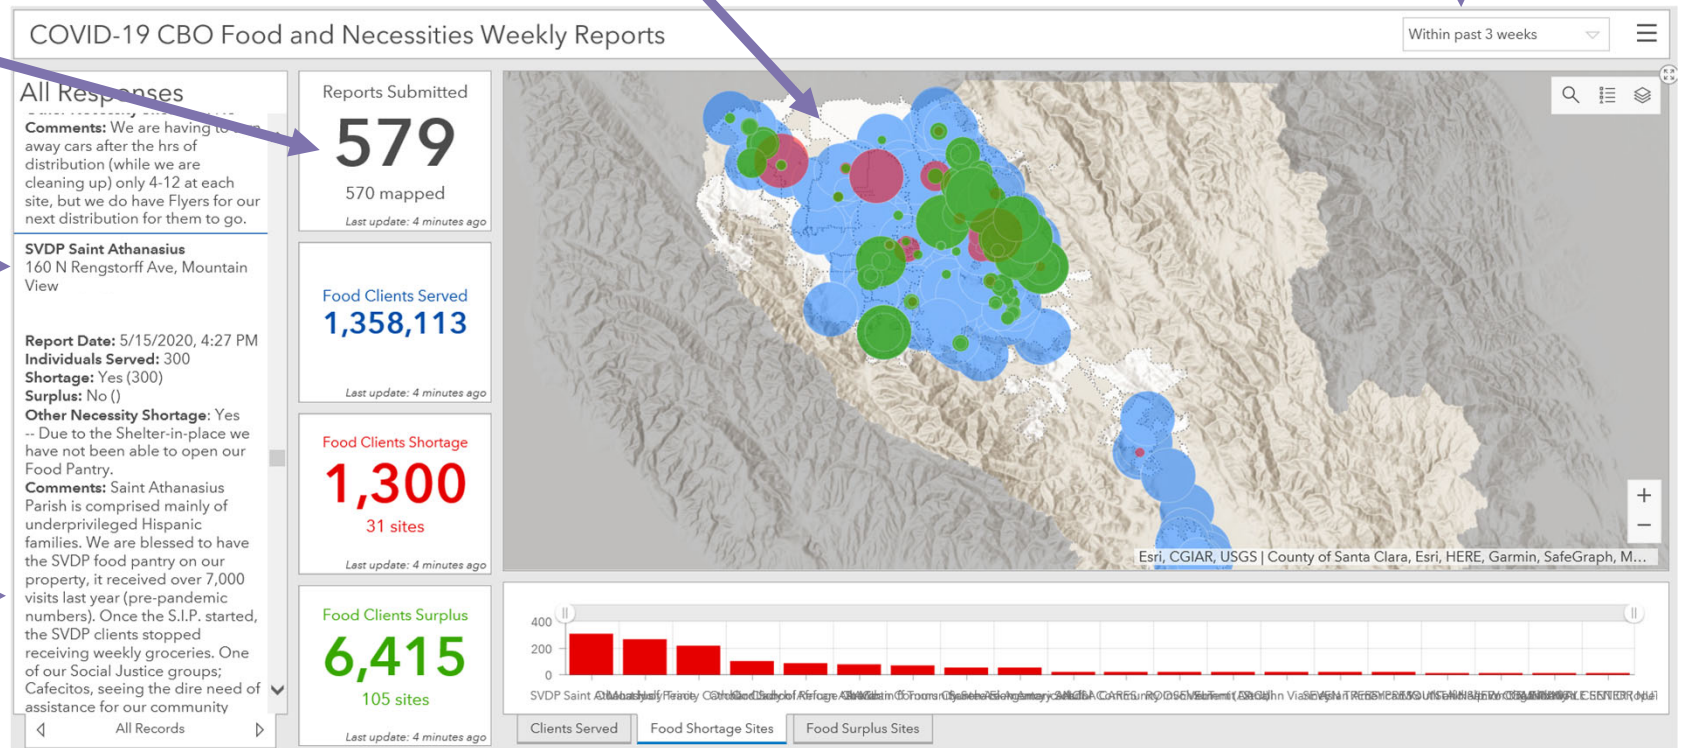 COVID-19 CBO Food and Necessities Weekly Reports
Within past 3 weeks
All Responses
Comments: We are having to
away cars after the hrs of
distribution (while we are
cleaning up) only 4-12 at each
site, but we do have Flyers for our
next distribution for them to go.
SVDP Saint Athanasius
160 N Rengstorff Ave, Mountain
View
Report Date: 5/15/2020, 4:27 PM
Individuals Served: 300
Shortage: Yes (300)
Surplus: No ()
Other Necessity Shortage: Yes
-- Due to the Shelter-in-place we
have not been able to open our
Food Pantry.
Comments: Saint Athanasius
Parish is comprised mainly of
underprivileged Hispanic
families. We are blessed to have
the SVDP food pantry on our
property, it received over 7,000
visits last year (pre-pandemic
numbers). Once the S.I.P. started,
the SVDP clients stopped
receiving weekly groceries. One
of our Social Justice groups;
Cafecitos, seeing the dire need of
assistance for our community
All Records
Reports Submitted
579
570 mapped
Last update: 4 minutes ago
Food Clients Served
1,358,113
Last update: 4 minutes ago
Food Clients Shortage
1,300
31 sites
Last update: 4 minutes ago
Food Clients Surplus
6,415
105 sites
Last update: 4 minutes ago
+
−
Esri, CGIAR, USGS | County of Santa Clara, Esri, HERE, Garmin, SafeGraph, M...
400
200
0
SVDP Saint
Clients Served
Food Shortage Sites
Food Surplus Sites